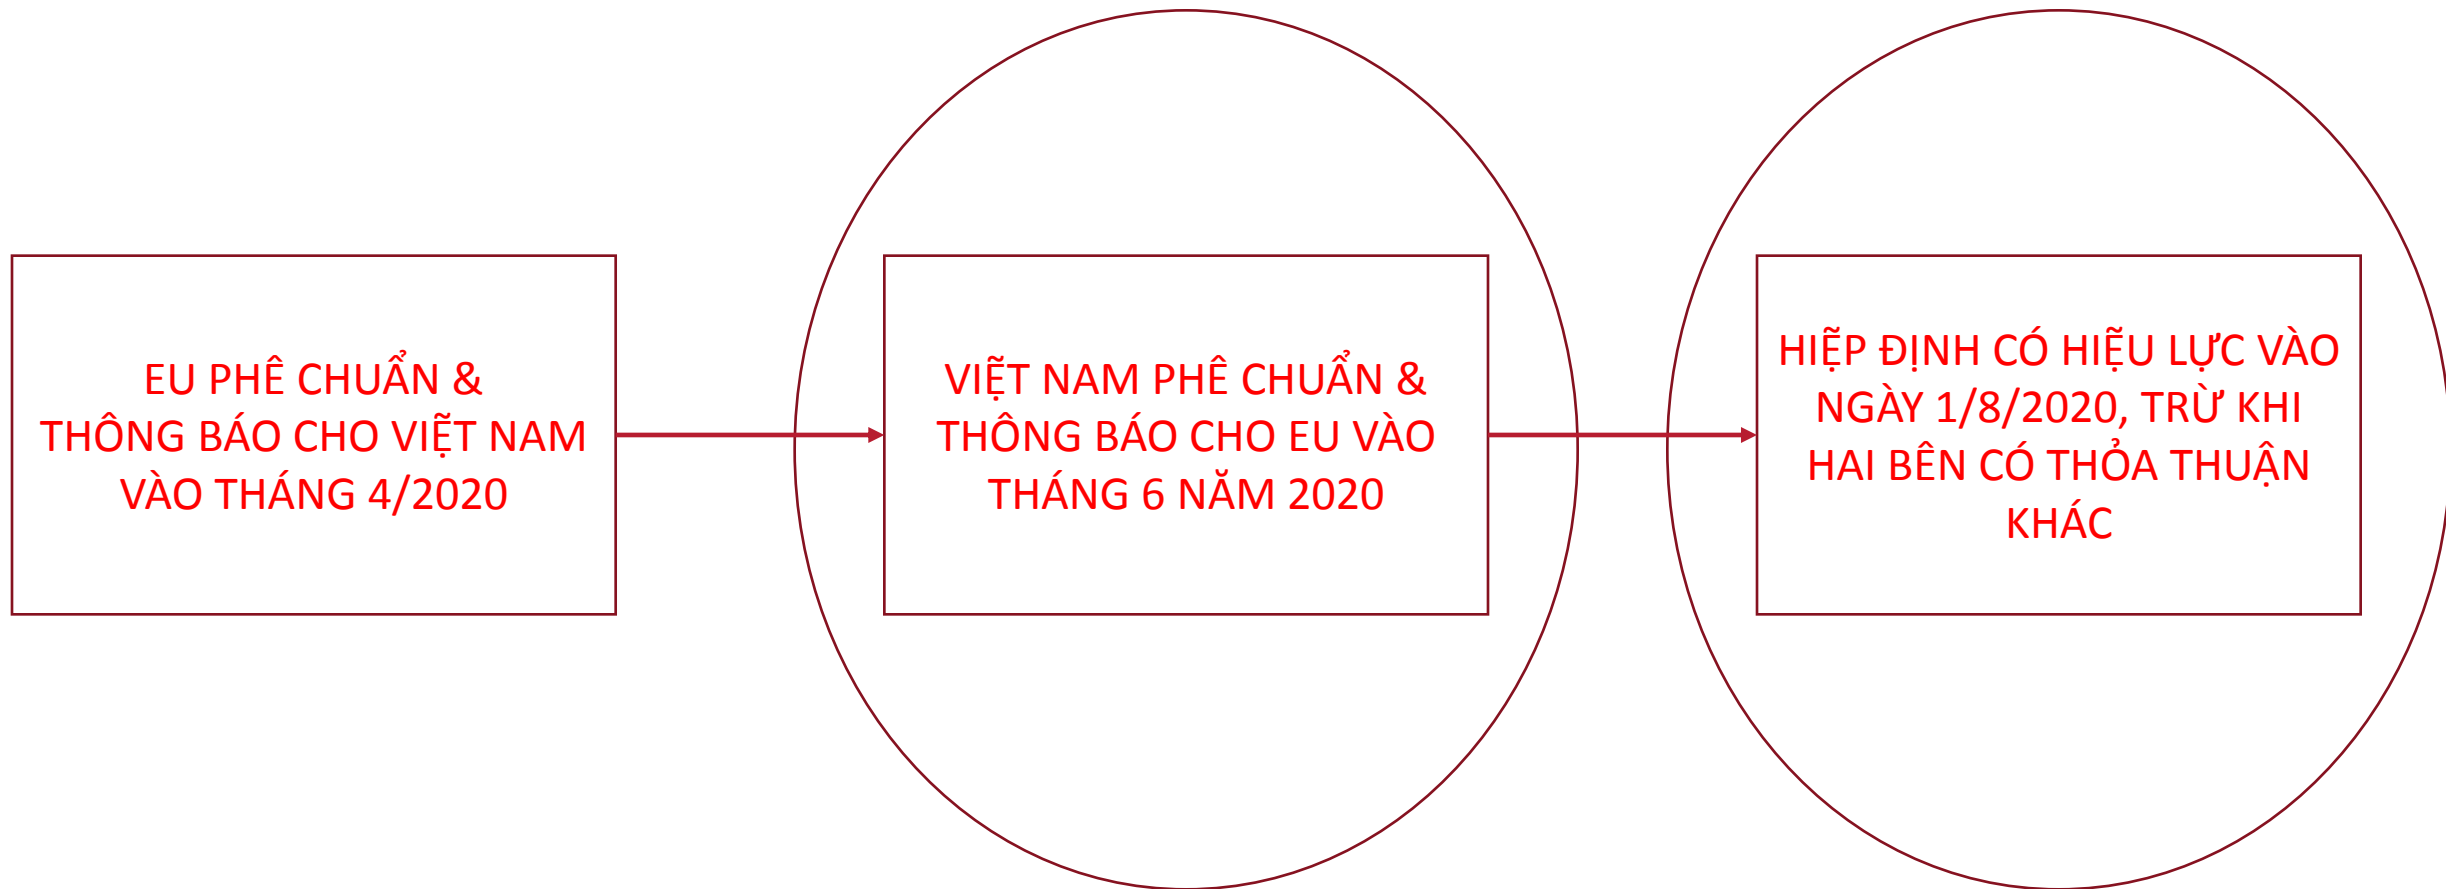 EU PHÊ CHUẨN &
THÔNG BÁO CHO VIỆT NAM
VÀO THÁNG 4/2020
VIỆT NAM PHÊ CHUẨN &
THÔNG BÁO CHO EU VÀO
THÁNG 6 NĂM 2020
HIỆP ĐỊNH CÓ HIỆU LỰC VÀO
NGÀY 1/8/2020, TRỪ KHI
HAI BÊN CÓ THỎA THUẬN
KHÁC